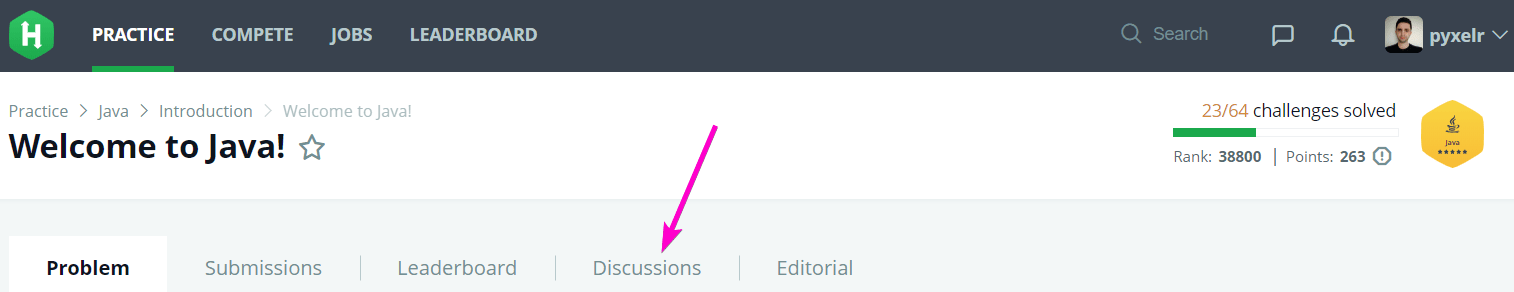 H PRACTICE COMPETE JOBS LEADERBOARD Search pyxelr
Practice > Java > Introduction > Welcome to Java!
23/64 challenges solved
Welcome to Java!
Rank: 38800 | Points: 263
Java
Problem Submissions Leaderboard Discussions Editorial